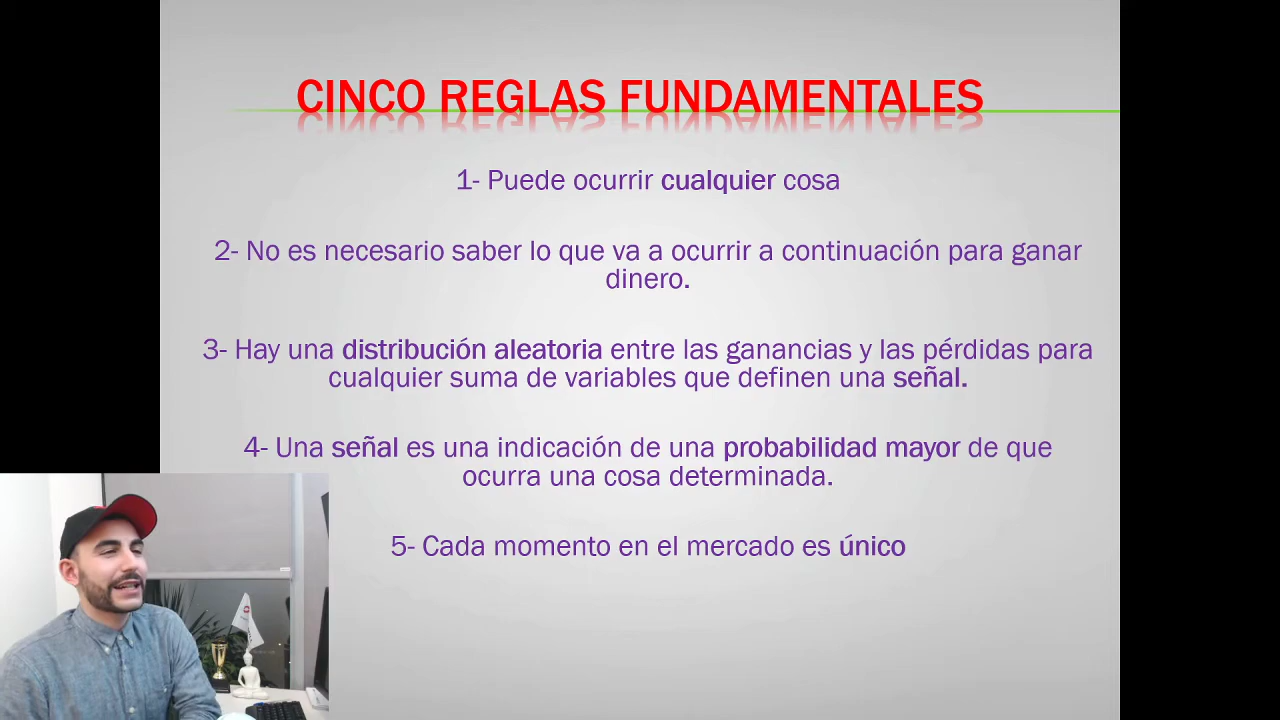 CINCO REGLAS FUNDAMENTALES
1- Puede ocurrir cualquier cosa
2- No es necesario saber lo que va a ocurrir a continuación para ganar
dinero.
3- Hay una distribución aleatoria entre las ganancias y las pérdidas para
cualquier suma de variables que definen una señal.
4- Una señal es una indicación de una probabilidad mayor de que
ocurra una cosa determinada.
5- Cada momento en el mercado es único